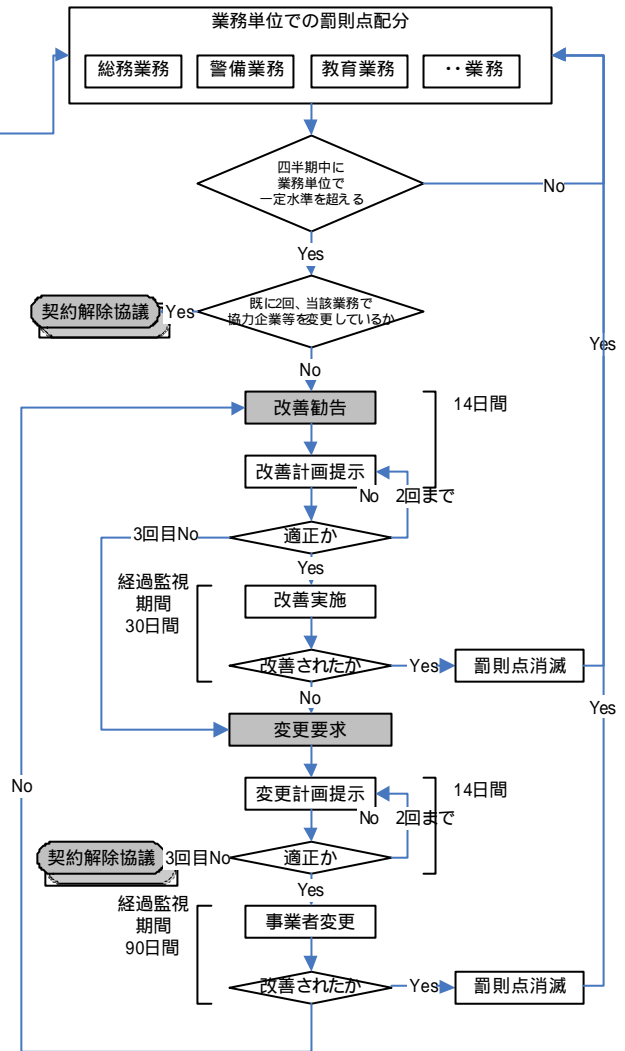 業務単位での罰則点配分
総務業務
警備業務
教育業務
・・業務
四半期中に
業務単位で
一定水準を超える
No
Yes
既に2回、当該業務で
協力企業等を変更しているか
Yes
契約解除協議
No
Yes
改善勧告
14日間
改善計画提示
No
2回まで
3回目No
適正か
Yes
経過監視
期間
30日間
改善実施
改善されたか
Yes
罰則点消滅
No
Yes
変更要求
No
変更計画提示
14日間
No
2回まで
契約解除協議
3回目No
適正か
Yes
経過監視
期間
90日間
事業者変更
改善されたか
Yes
罰則点消滅